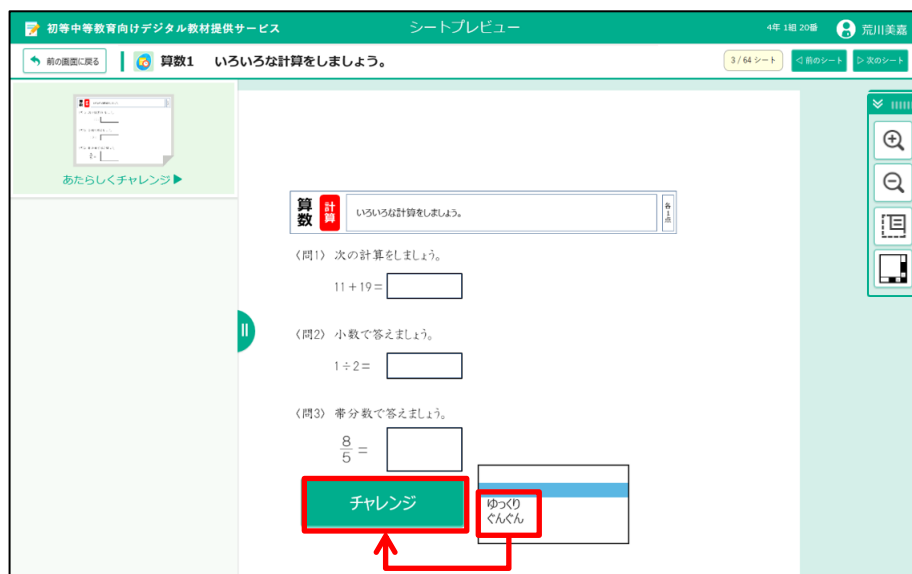 初等中等教育向けデジタル教材提供サービス
シートプレビュー
4年 1組 20番
荒川美嘉
前の画面に戻る
算数1 いろいろな計算をしましょう。
3 / 64 シート
◁ 前のシート
▷ 次のシート
あたらしくチャレンジ▶
算数
計算
いろいろな計算をしましょう。
各1点
〈問1〉 次の計算をしましょう。
11+19=
〈問2〉 小数で答えましょう。
1÷2=
〈問3〉 帯分数で答えましょう。
8/5 =
チャレンジ
ゆっくり
ぐんぐん